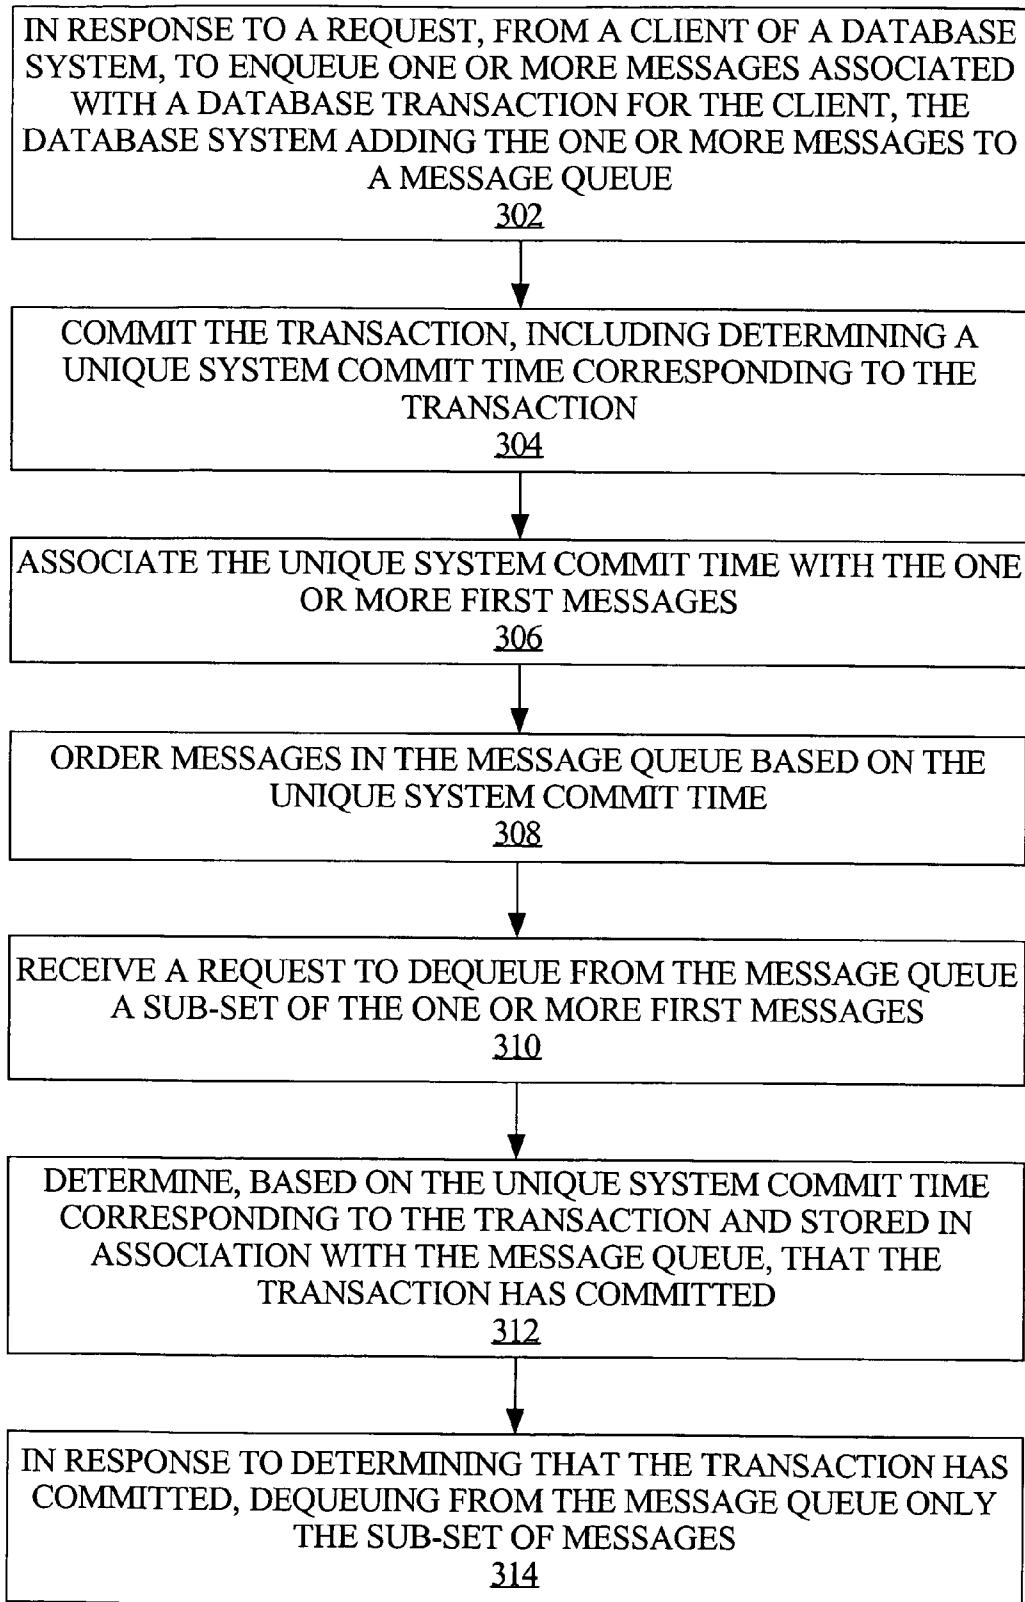 IN RESPONSE TO A REQUEST, FROM A CLIENT OF A DATABASE
SYSTEM, TO ENQUEUE ONE OR MORE MESSAGES ASSOCIATED
WITH A DATABASE TRANSACTION FOR THE CLIENT, THE
DATABASE SYSTEM ADDING THE ONE OR MORE MESSAGES TO
A MESSAGE QUEUE
302
COMMIT THE TRANSACTION, INCLUDING DETERMINING A
UNIQUE SYSTEM COMMIT TIME CORRESPONDING TO THE
TRANSACTION
304
ASSOCIATE THE UNIQUE SYSTEM COMMIT TIME WITH THE ONE
OR MORE FIRST MESSAGES
306
ORDER MESSAGES IN THE MESSAGE QUEUE BASED ON THE
UNIQUE SYSTEM COMMIT TIME
308
RECEIVE A REQUEST TO DEQUEUE FROM THE MESSAGE QUEUE
A SUB-SET OF THE ONE OR MORE FIRST MESSAGES
310
DETERMINE, BASED ON THE UNIQUE SYSTEM COMMIT TIME
CORRESPONDING TO THE TRANSACTION AND STORED IN
ASSOCIATION WITH THE MESSAGE QUEUE, THAT THE
TRANSACTION HAS COMMITTED
312
IN RESPONSE TO DETERMINING THAT THE TRANSACTION HAS
COMMITTED, DEQUEUING FROM THE MESSAGE QUEUE ONLY
THE SUB-SET OF MESSAGES
314